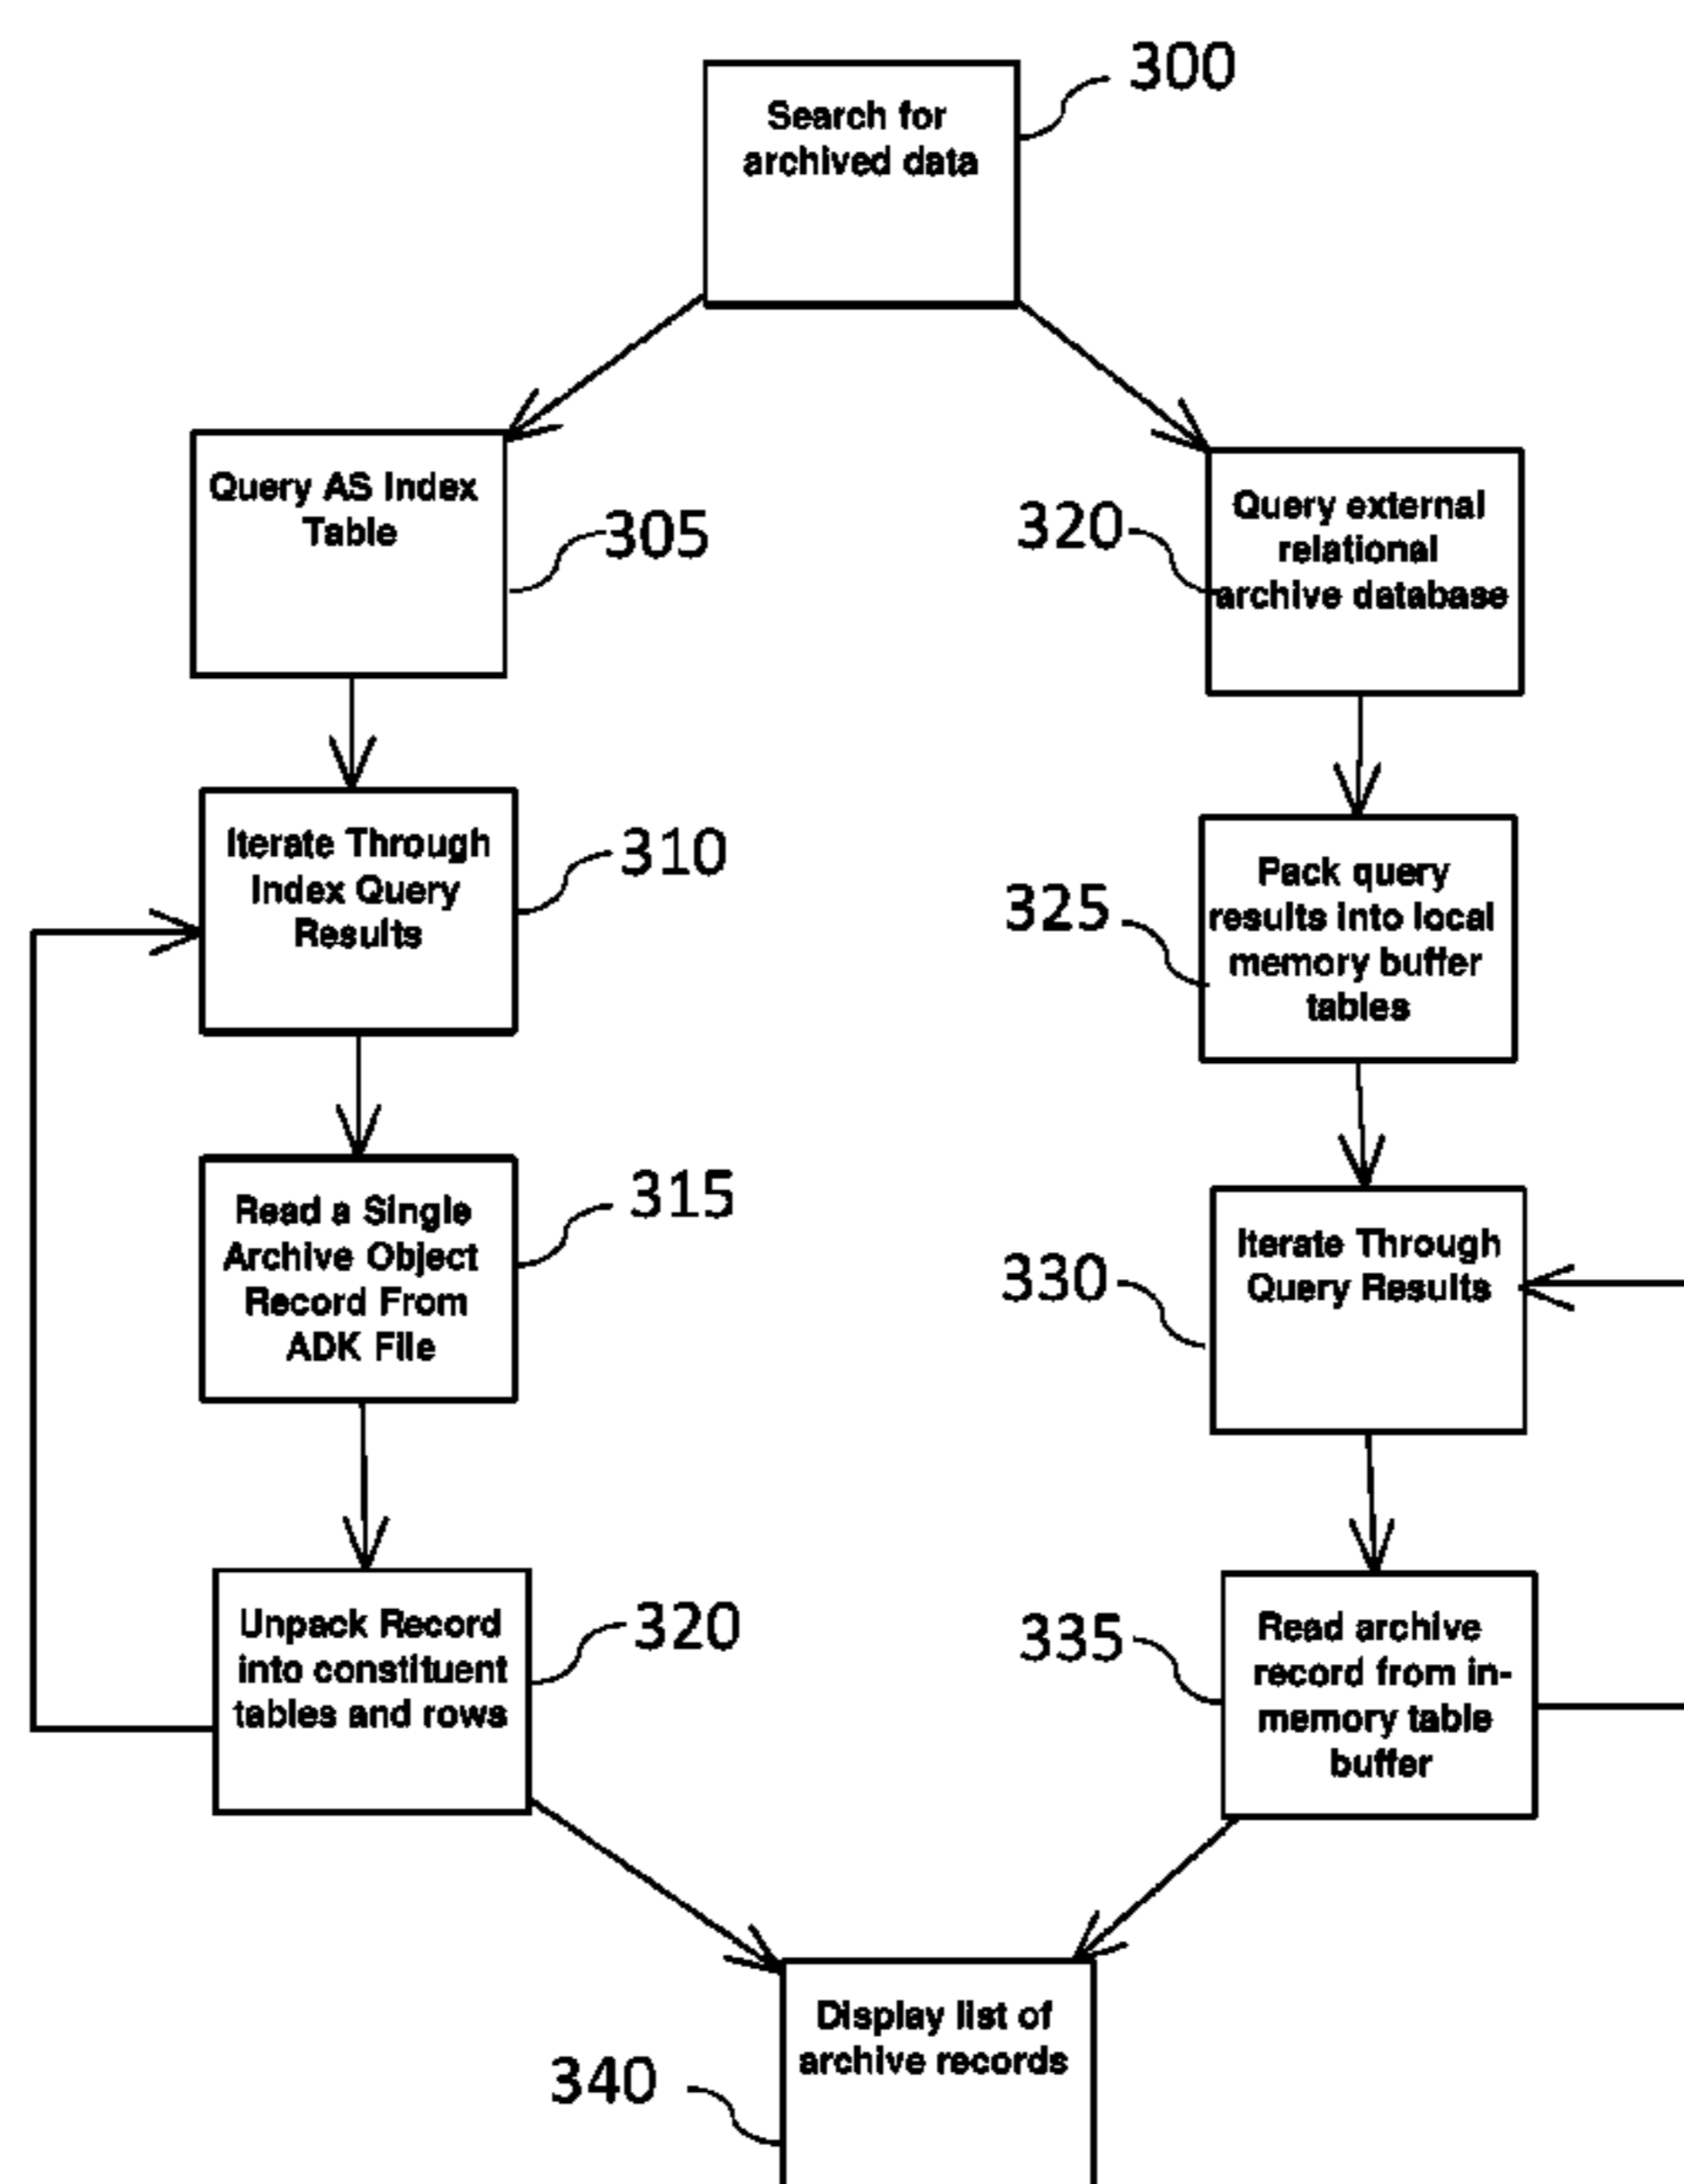 300
Search for
archived data
Query AS Index
Table
305
320
Query external
relational
archive database
Iterate Through
Index Query
Results
310
325
Pack query
results into local
memory buffer
tables
Read a Single
Archive Object
Record From
ADK File
315
330
Iterate Through
Query Results
Unpack Record
into constituent
tables and rows
320
335
Read archive
record from in-
memory table
buffer
Display list of
archive records
340